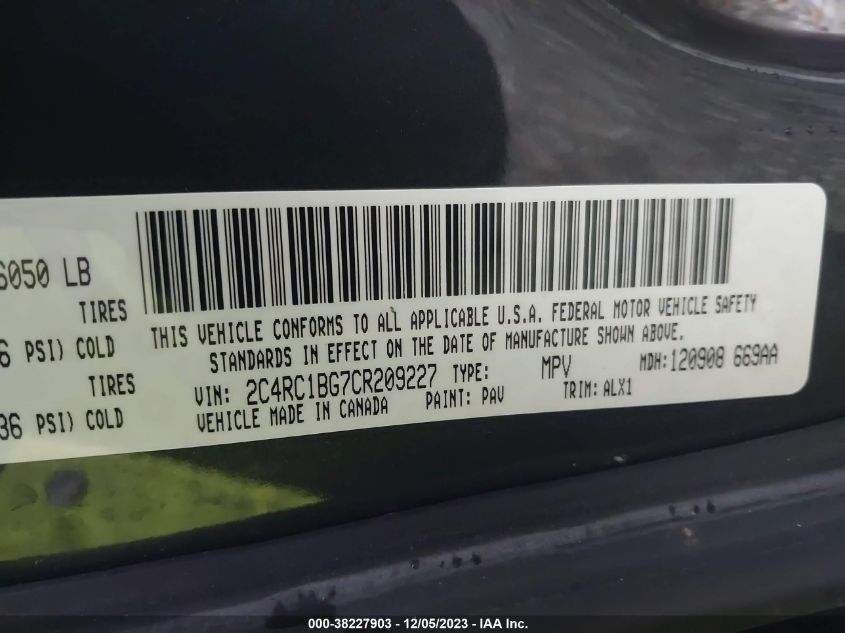 6050 LB
TIRES
PSI) COLD
TIRES
36 PSI) COLD
THIS VEHICLE CONFORMS TO ALL APPLICABLE U.S.A. FEDERAL MOTOR VEHICLE SAFETY
STANDARDS IN EFFECT ON THE DATE OF MANUFACTURE SHOWN ABOVE.
VIN: 2C4RC1BG7CR209227 TYPE: MPV MDH: 120908 669AA
VEHICLE MADE IN CANADA PAINT: PAV TRIM: ALX1
000-38227903 - 12/05/2023 - IAA Inc.